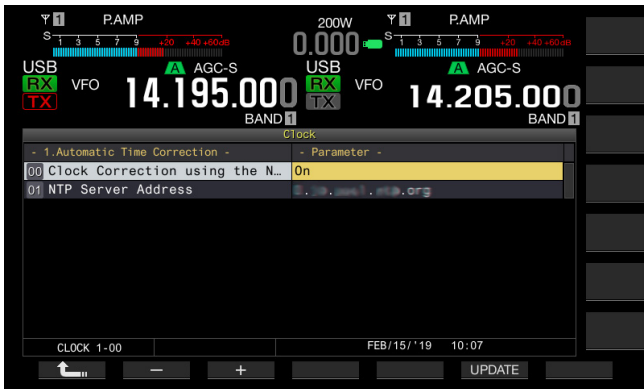 1 P.AMP 200W 1 P.AMP
S 1 3 5 7 9 +20 +40 +60dB 0.000 S 1 3 5 7 9 +20 +40 +60dB
USB A AGC-S USB A AGC-S
RX VFO 14.195.000 RX VFO 14.205.000
TX TX
BAND 1 BAND 1
Clock
- 1.Automatic Time Correction - - Parameter -
00 Clock Correction using the N… On
01 NTP Server Address .org
CLOCK 1-00 FEB/15/'19 10:07
− + UPDATE